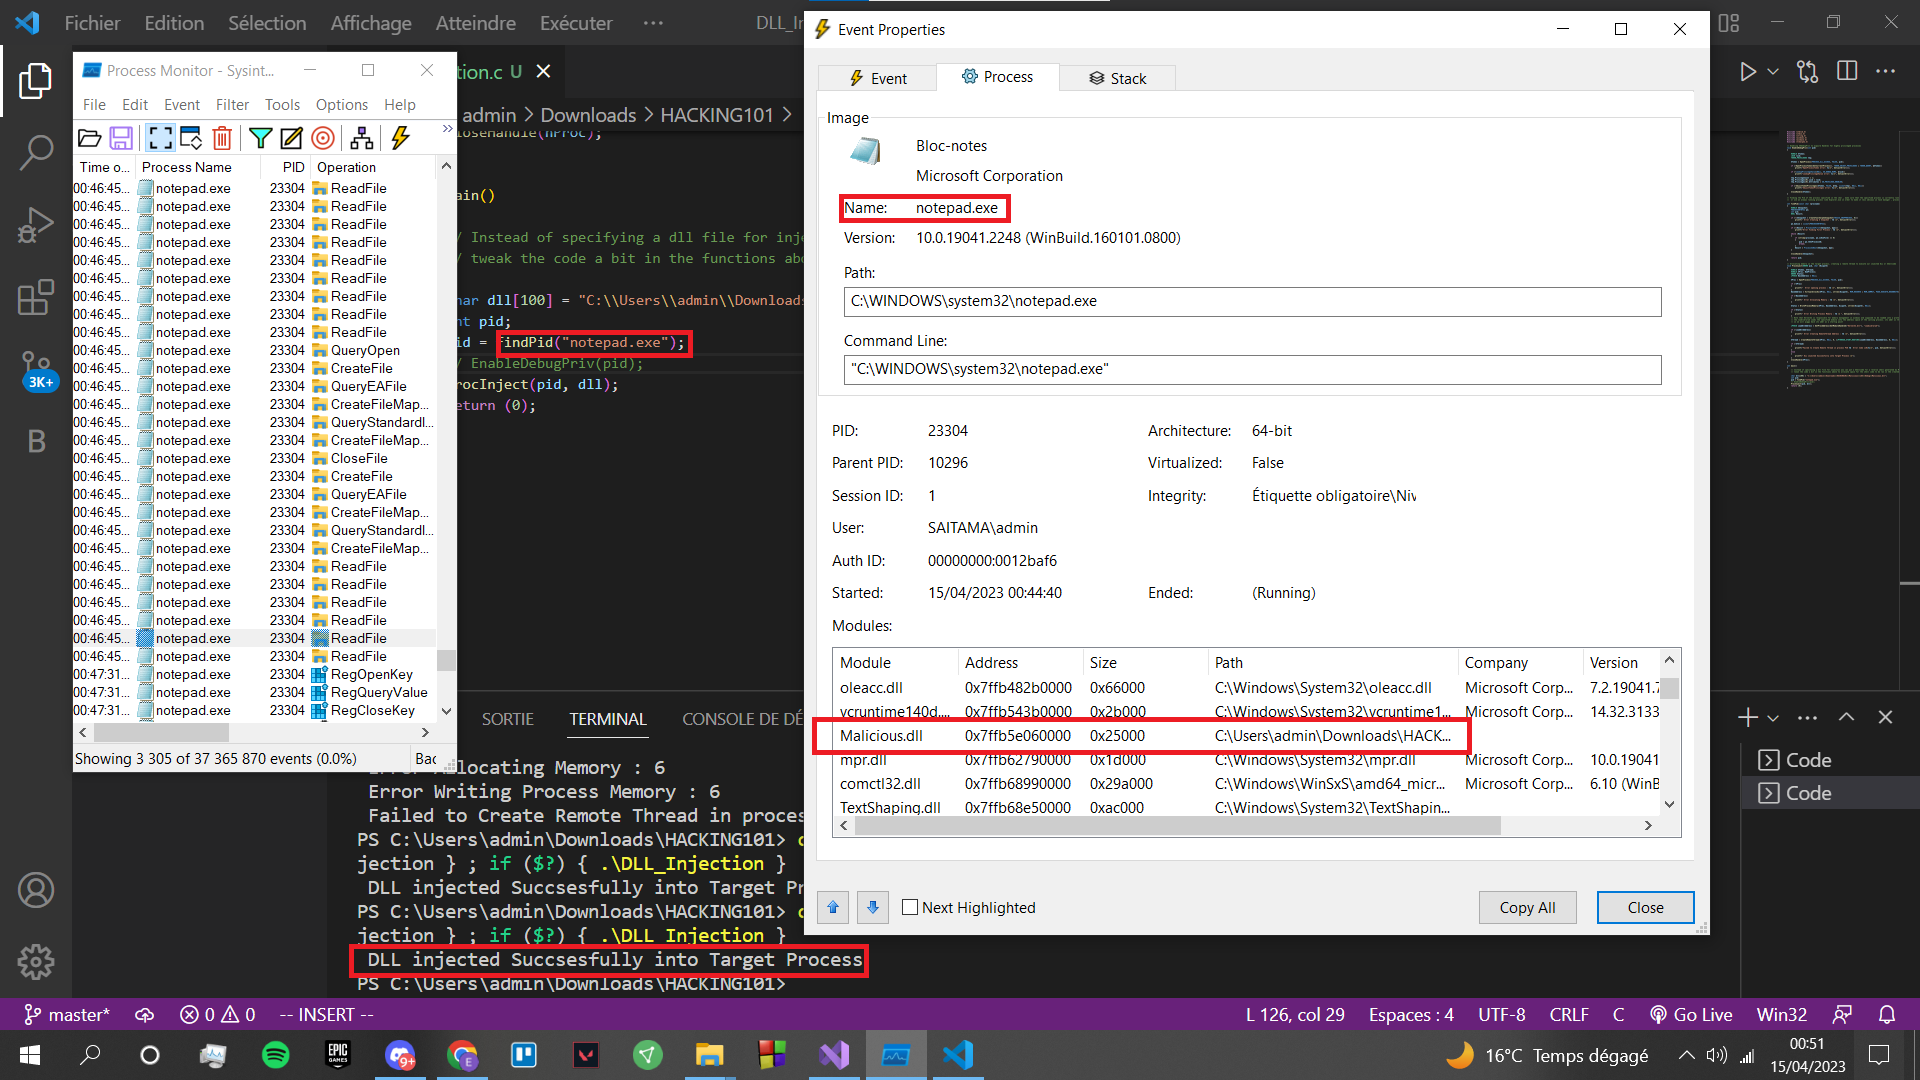 Fichier Edition Sélection Affichage Atteindre Exécuter ··· DLL_In
Process Monitor - Sysint...
File Edit Event Filter Tools Options Help
Time o... Process Name PID Operation
00:46:45... notepad.exe 23304 ReadFile
00:46:45... notepad.exe 23304 ReadFile
00:46:45... notepad.exe 23304 ReadFile
00:46:45... notepad.exe 23304 ReadFile
00:46:45... notepad.exe 23304 ReadFile
00:46:45... notepad.exe 23304 ReadFile
00:46:45... notepad.exe 23304 ReadFile
00:46:45... notepad.exe 23304 ReadFile
00:46:45... notepad.exe 23304 ReadFile
00:46:45... notepad.exe 23304 QueryOpen
00:46:45... notepad.exe 23304 CreateFile
00:46:45... notepad.exe 23304 QueryEAFile
00:46:45... notepad.exe 23304 CreateFileMap...
00:46:45... notepad.exe 23304 QueryStandardI...
00:46:45... notepad.exe 23304 CreateFileMap...
00:46:45... notepad.exe 23304 CloseFile
00:46:45... notepad.exe 23304 CreateFile
00:46:45... notepad.exe 23304 QueryEAFile
00:46:45... notepad.exe 23304 CreateFileMap...
00:46:45... notepad.exe 23304 QueryStandardI...
00:46:45... notepad.exe 23304 CreateFileMap...
00:46:45... notepad.exe 23304 ReadFile
00:46:45... notepad.exe 23304 ReadFile
00:46:45... notepad.exe 23304 ReadFile
00:46:45... notepad.exe 23304 ReadFile
00:46:45... notepad.exe 23304 ReadFile
00:46:45... notepad.exe 23304 ReadFile
00:47:31... notepad.exe 23304 RegOpenKey
00:47:31... notepad.exe 23304 RegQueryValue
00:47:31... notepad.exe 23304 RegCloseKey
Showing 3 305 of 37 365 870 events (0.0%) Bac
3K+
B
tion.c U
admin > Downloads > HACKING101 >
loseHandle(hProc);
ain()
/ Instead of specifying a dll file for inje
/ tweak the code a bit in the functions abo
har dll[100] = "C:\\Users\\admin\\Downloads
nt pid;
id = findPid("notepad.exe");
/ EnableDebugPriv(pid);
rocInject(pid, dll);
eturn (0);
SORTIE TERMINAL CONSOLE DE DÉ
Error Allocating Memory : 6
Error Writing Process Memory : 6
Failed to Create Remote Thread in proces
PS C:\Users\admin\Downloads\HACKING101> c
jection } ; if ($?) { .\DLL_Injection }
DLL injected Succsesfully into Target Pr
PS C:\Users\admin\Downloads\HACKING101> c
jection } ; if ($?) { .\DLL_Injection }
DLL injected Succsesfully into Target Process
PS C:\Users\admin\Downloads\HACKING101>
Event Properties
Event Process Stack
Image
Bloc-notes
Microsoft Corporation
Name: notepad.exe
Version: 10.0.19041.2248 (WinBuild.160101.0800)
Path:
C:\WINDOWS\system32\notepad.exe
Command Line:
"C:\WINDOWS\system32\notepad.exe"
PID: 23304 Architecture: 64-bit
Parent PID: 10296 Virtualized: False
Session ID: 1 Integrity: Étiquette obligatoire\Niv
User: SAITAMA\admin
Auth ID: 00000000:0012baf6
Started: 15/04/2023 00:44:40 Ended: (Running)
Modules:
Module Address Size Path Company Version
oleacc.dll 0x7ffb482b0000 0x66000 C:\Windows\System32\oleacc.dll Microsoft Corp... 7.2.19041.7
vcruntime140d.... 0x7ffb543b0000 0x2b000 C:\Windows\System32\vcruntime1... Microsoft Corp... 14.32.3133
Malicious.dll 0x7ffb5e060000 0x25000 C:\Users\admin\Downloads\HACK...
mpr.dll 0x7ffb62790000 0x1d000 C:\Windows\System32\mpr.dll Microsoft Corp... 10.0.19041
comctl32.dll 0x7ffb68990000 0x29a000 C:\Windows\WinSxS\amd64_micr... Microsoft Corp... 6.10 (WinB
TextShaping.dll 0x7ffb68e50000 0xac000 C:\Windows\System32\TextShapin...
Next Highlighted Copy All Close
Code
Code
master* 0 0 -- INSERT -- L 126, col 29 Espaces : 4 UTF-8 CRLF C Go Live Win32
EPIC GAMES 9+ E 16°C Temps dégagé 00:51
15/04/2023